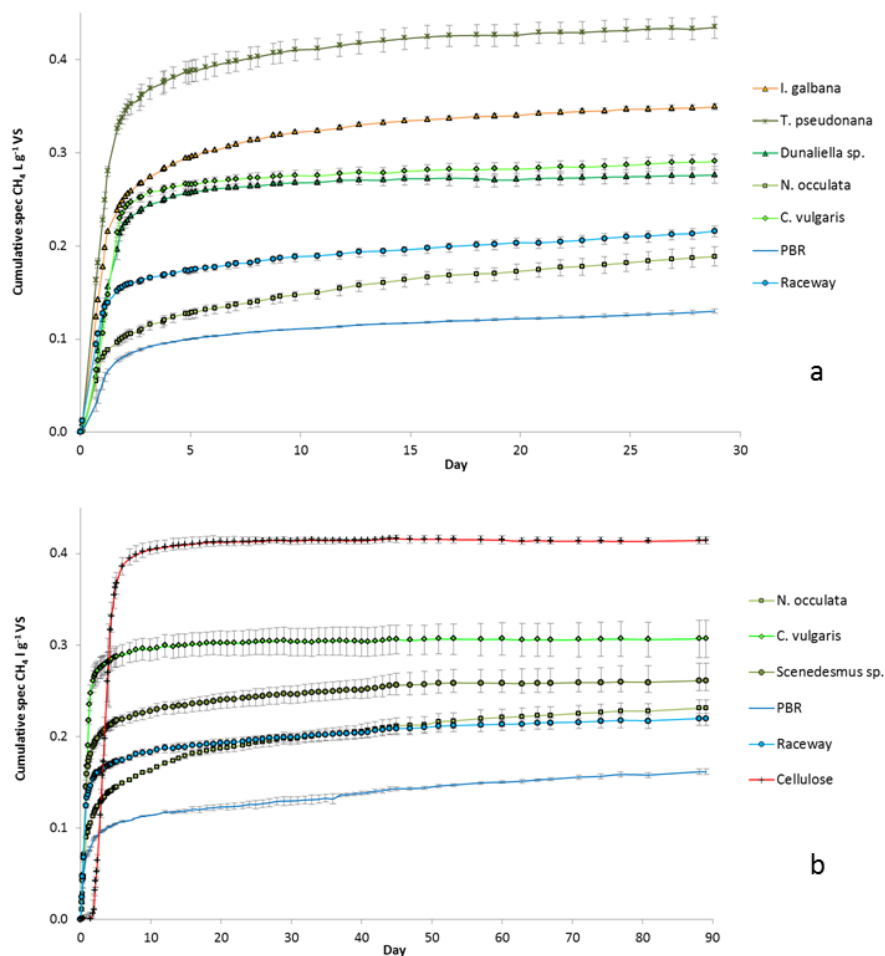 Cumulative spec CH4 L g-1 VS
0.4
0.3
0.2
0.1
0.0
0
5
10
15
20
25
30
Day
I. galbana
T. pseudonana
Dunaliella sp.
N. occulata
C. vulgaris
PBR
Raceway
a
Cumulative spec CH4 l g-1 VS
0.4
0.3
0.2
0.1
0.0
0
10
20
30
40
50
60
70
80
90
Day
N. occulata
C. vulgaris
Scenedesmus sp.
PBR
Raceway
Cellulose
b